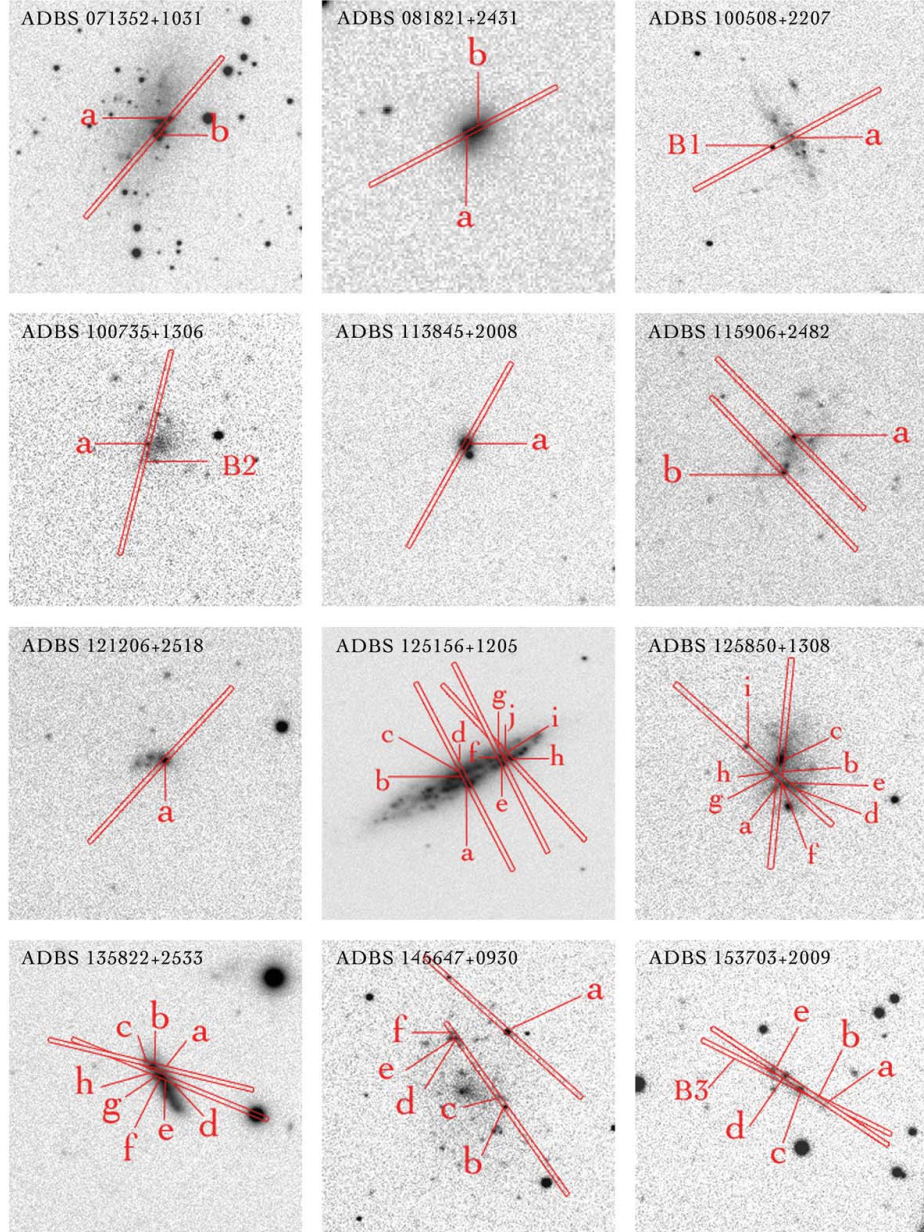 ADBS 071352+1031
a
b
ADBS 081821+2431
b
a
ADBS 100508+2207
B1
a
ADBS 100735+1306
a
B2
ADBS 113845+2008
a
ADBS 115906+2482
a
b
ADBS 121206+2518
a
ADBS 125156+1205
g
j
i
c
d
f
h
b
e
a
ADBS 125850+1308
i
c
b
h
e
g
d
a
f
ADBS 135822+2533
b
c
a
h
g
d
f
e
ADBS 145647+0930
a
f
e
d
c
b
ADBS 153703+2009
e
b
a
B3
d
c